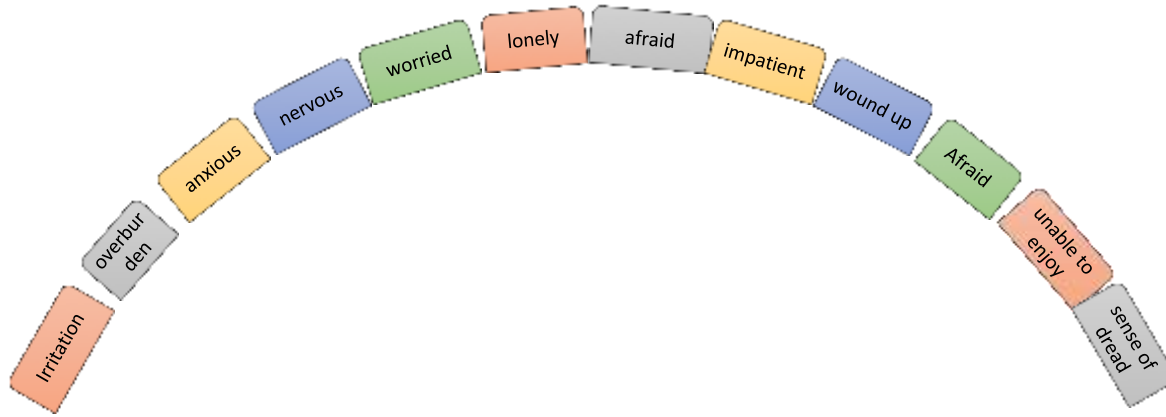 Irritation
overbur
den
anxious
nervous
worried
lonely
afraid
impatient
wound up
Afraid
unable to
enjoy
sense of
dread